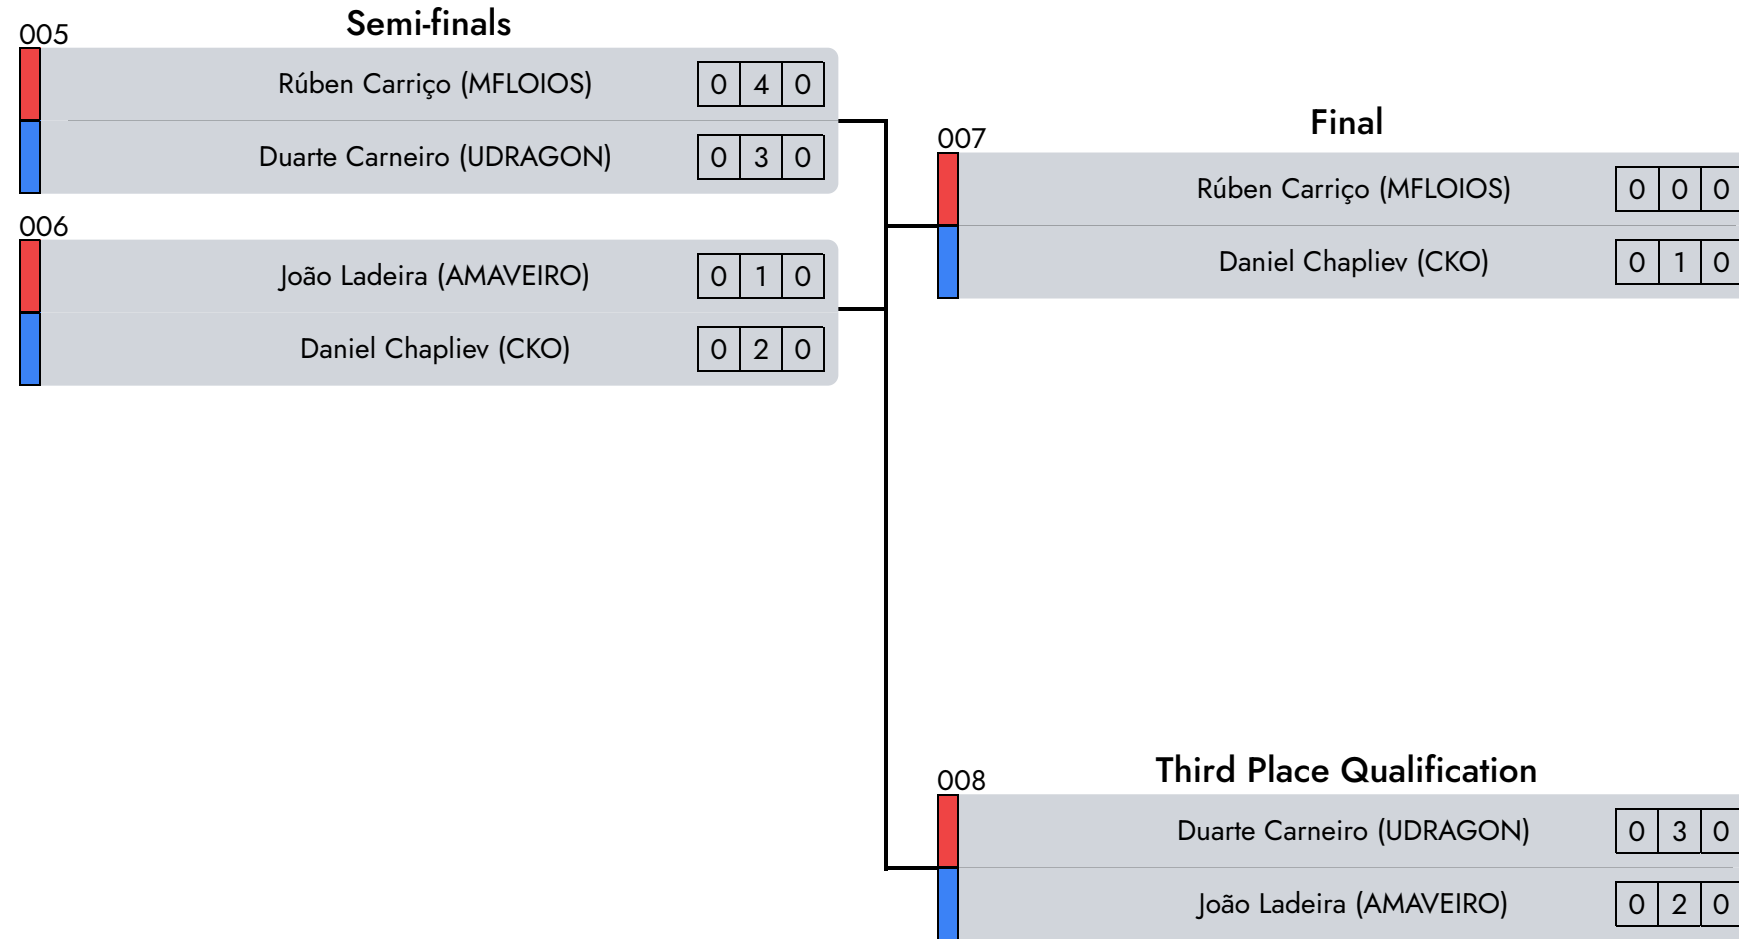 Semi-finals
005
Rúben Carriço (MFLOIOS) 0 4 0
Duarte Carneiro (UDRAGON) 0 3 0
006
João Ladeira (AMAVEIRO) 0 1 0
Daniel Chapliev (CKO) 0 2 0
Final
007
Rúben Carriço (MFLOIOS) 0 0 0
Daniel Chapliev (CKO) 0 1 0
Third Place Qualification
008
Duarte Carneiro (UDRAGON) 0 3 0
João Ladeira (AMAVEIRO) 0 2 0